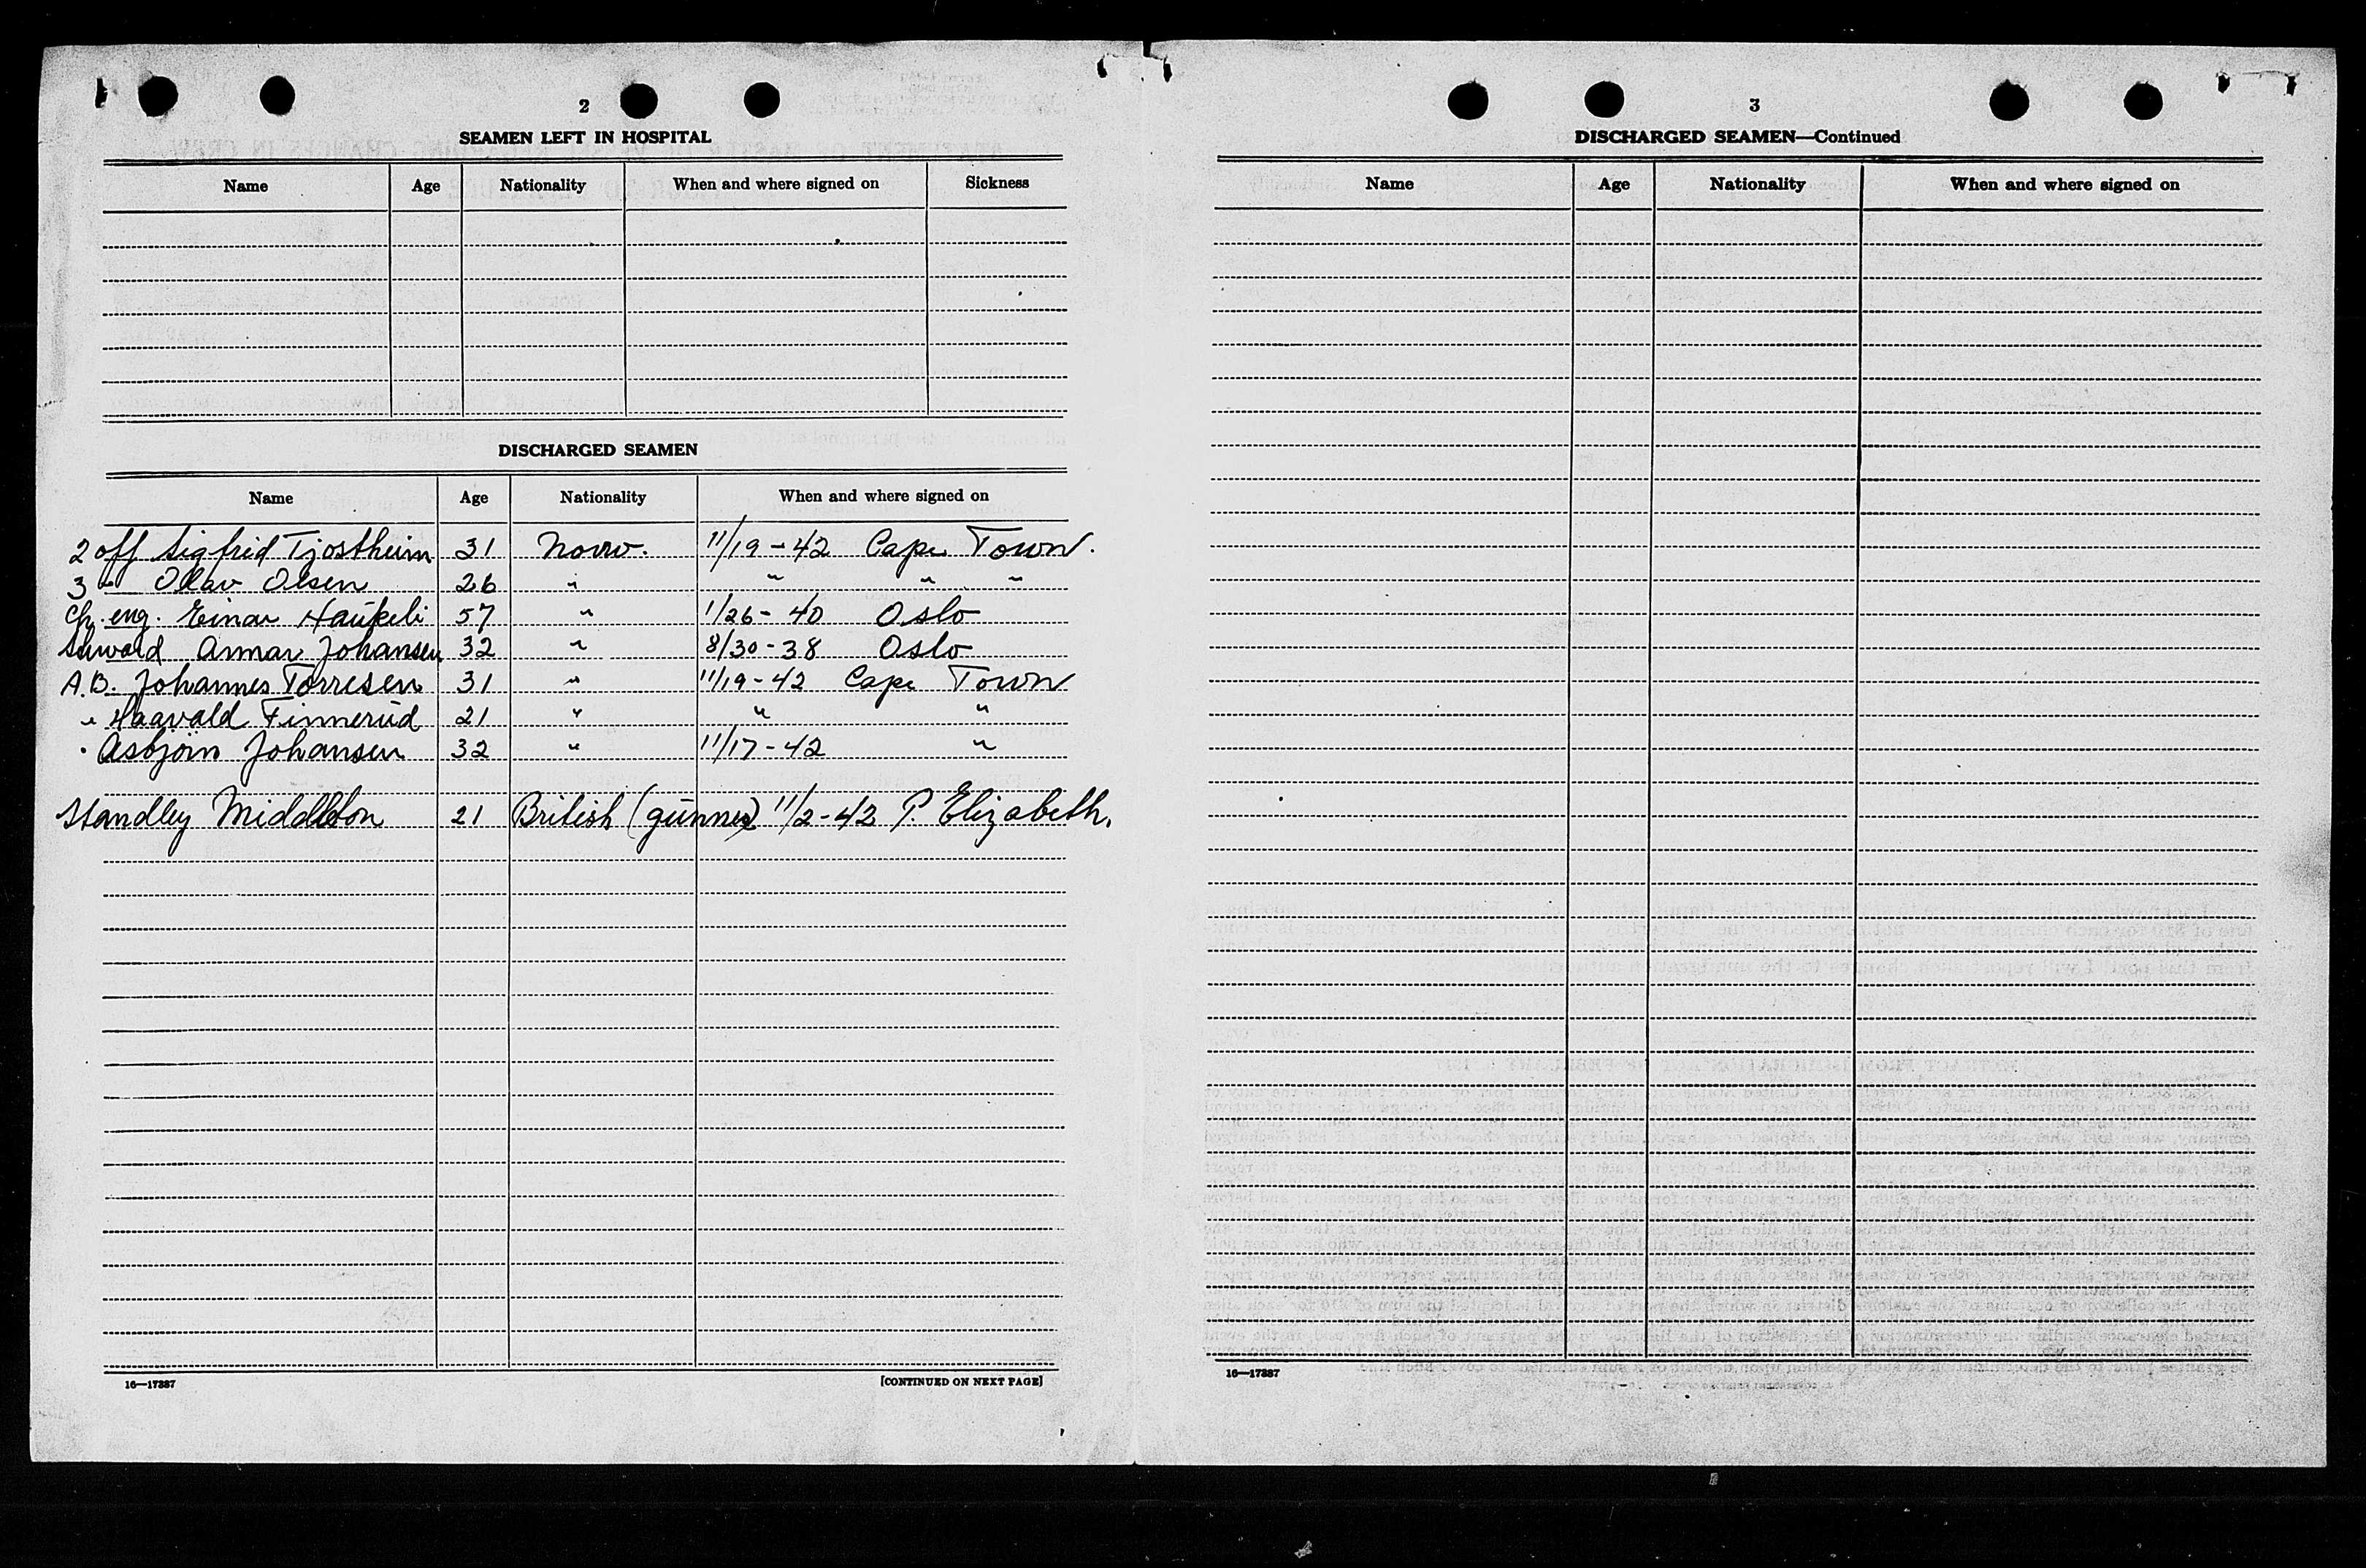 2
SEAMEN LEFT IN HOSPITAL
Name Age Nationality When and where signed on Sickness
DISCHARGED SEAMEN
Name Age Nationality When and where signed on
2 off Sigfrid Tjostheim 31 Norw. 11/19-42 Cape Town.
3 " Olav Olsen 26 " " " "
Ch. eng. Einar Haukeli 57 " 1/26-40 Oslo
Steward Annar Johansen 32 " 8/30-38 Oslo
A.B. Johannes Torresen 31 " 11/19-42 Cape Town
" Haavald Finnerud 21 " " "
" Asbjörn Johansen 32 " 11/17-42 "
Standley Middleton 21 British (gunner) 11/2-42 P. Elizabeth.
16—17387 [CONTINUED ON NEXT PAGE]
3
DISCHARGED SEAMEN—Continued
Name Age Nationality When and where signed on
16—17387